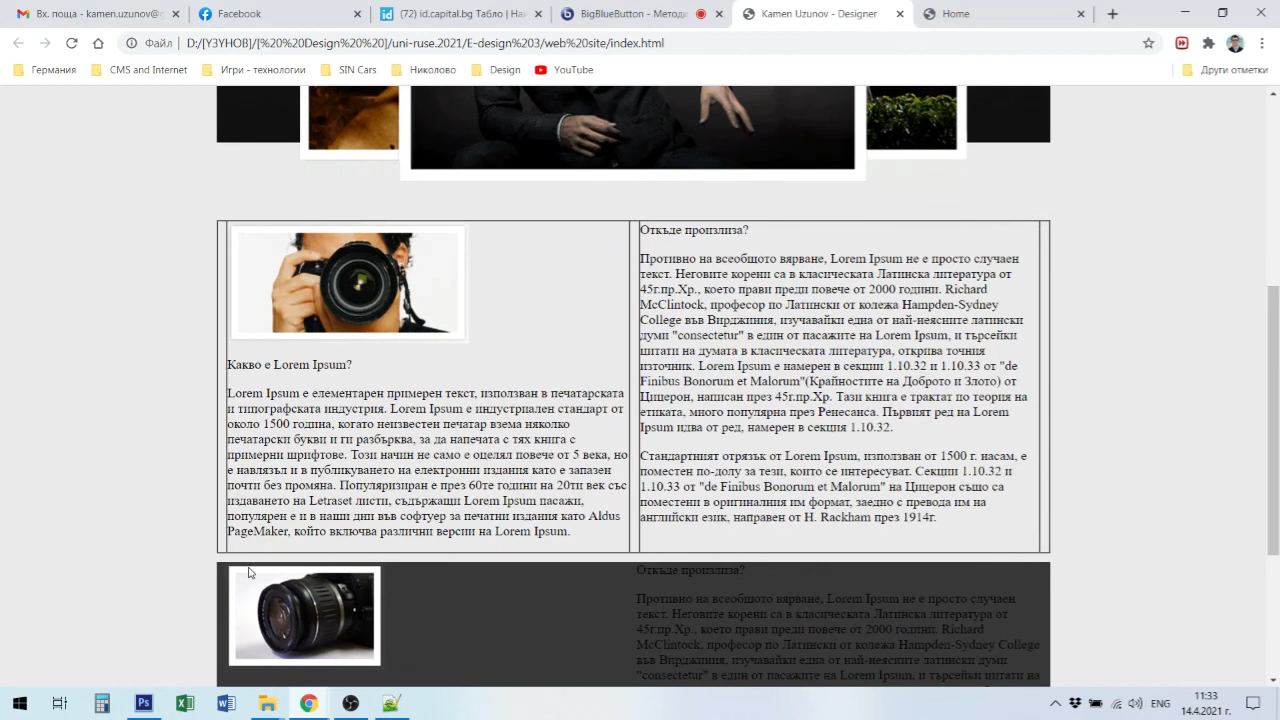 Вх. поща - kamen.uzunov@g
Facebook
(72) id.capital.bg Табло | Най
BigBlueButton - Методи
Kamen Uzunov - Designer
Home
Файл D:/[Y3YHOB]/[%20%20Design%20%20]/uni-ruse.2021/E-design%203/web%20site/index.html
Германия
CMS and Internet
Игри - технологии
SIN Cars
Николово
Design
YouTube
Други отметки
Какво е Lorem Ipsum?
Lorem Ipsum е елементарен примерен текст, използван в печатарската
и типографската индустрия. Lorem Ipsum е индустриален стандарт от
около 1500 година, когато неизвестен печатар взема няколко
печатарски букви и ги разбърква, за да напечата с тях книга с
примерни шрифтове. Този начин не само е оцелял повече от 5 века, но
е навлязъл и в публикуването на електронни издания като е запазен
почти без промяна. Популяризиран е през 60те години на 20ти век със
издаването на Letraset листи, съдържащи Lorem Ipsum пасажи,
популярен е и в наши дни във софтуер за печатни издания като Aldus
PageMaker, който включва различни версии на Lorem Ipsum.
Откъде произлиза?
Противно на всеобщото вярване, Lorem Ipsum не е просто случаен
текст. Неговите корени са в класическата Латинска литература от
45г.пр.Хр., което прави преди повече от 2000 години. Richard
McClintock, професор по Латински от колежа Hampden-Sydney
College във Вирджиния, изучавайки една от най-неясните латински
думи "consectetur" в един от пасажите на Lorem Ipsum, и търсейки
цитати на думата в класическата литература, открива точния
източник. Lorem Ipsum е намерен в секции 1.10.32 и 1.10.33 от "de
Finibus Bonorum et Malorum"(Крайностите на Доброто и Злото) от
Цицерон, написан през 45г.пр.Хр. Тази книга е трактат по теория на
етиката, много популярна през Ренесанса. Първият ред на Lorem
Ipsum идва от ред, намерен в секция 1.10.32.
Стандартният отрязък от Lorem Ipsum, използван от 1500 г. насам, е
поместен по-долу за тези, които се интересуват. Секции 1.10.32 и
1.10.33 от "de Finibus Bonorum et Malorum" на Цицерон също са
поместени в оригиналния им формат, заедно с превода им на
английски език, направен от H. Rackham през 1914г.
Откъде произлиза?
Противно на всеобщото вярване, Lorem Ipsum не е просто случаен
текст. Неговите корени са в класическата Латинска литература от
45г.пр.Хр., което прави преди повече от 2000 години. Richard
McClintock, професор по Латински от колежа Hampden-Sydney College
във Вирджиния, изучавайки една от най-неясните латински думи
"consectetur" в един от пасажите на Lorem Ipsum, и търсейки цитати на
ENG
11:33
14.4.2021 г.